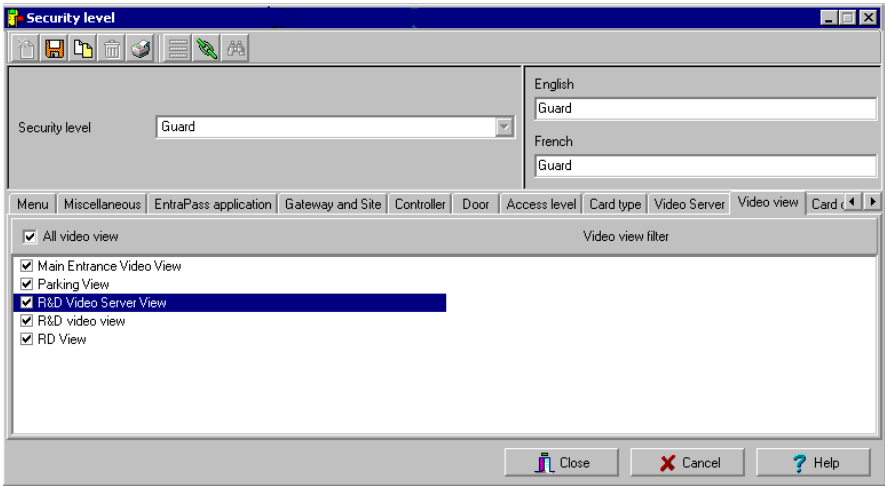 Security level
English
Guard
Security level Guard
French
Guard
Menu Miscellaneous EntraPass application Gateway and Site Controller Door Access level Card type Video Server Video view Card
All video view Video view filter
Main Entrance Video View
Parking View
R&D Video Server View
R&D video view
RD View
Close Cancel Help